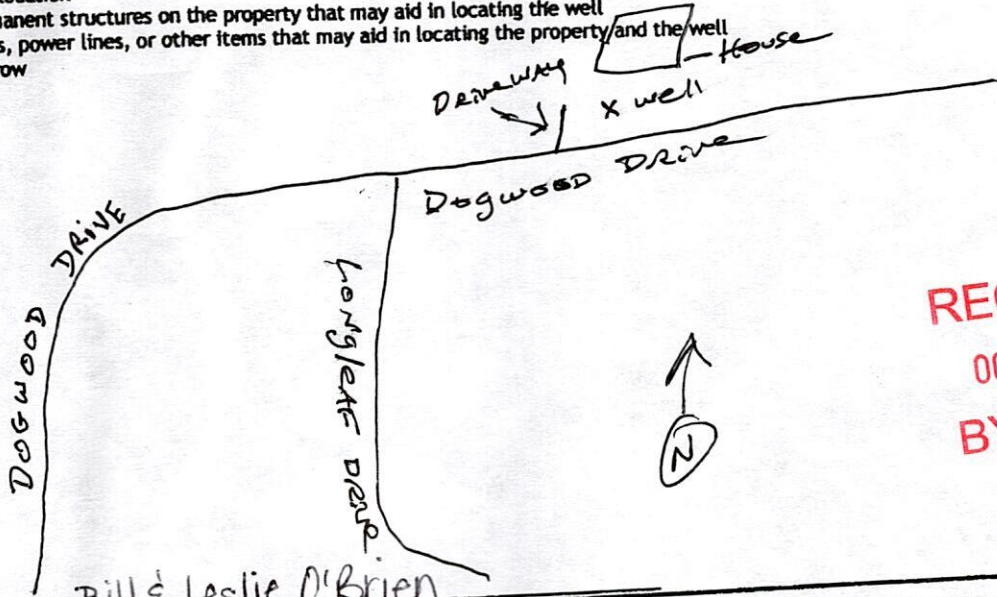 anent structures on the property that may aid in locating the well
s, power lines, or other items that may aid in locating the property and the well
ow
House
DRIVEWAY
X well
DOGWOOD DRIVE
DOGWOOD DRIVE
LONGLEAF DRIVE
N
REC
BY
Bill & Leslie O'Brien